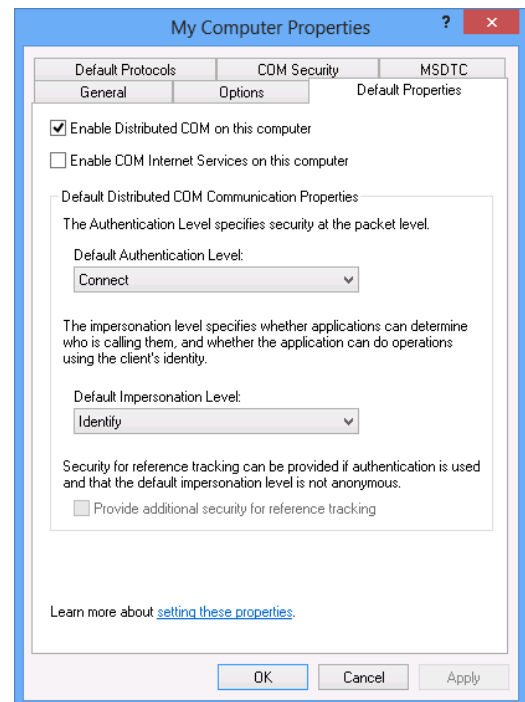 My Computer Properties
? ×
Default Protocols COM Security MSDTC
General Options Default Properties
Enable Distributed COM on this computer
Enable COM Internet Services on this computer
Default Distributed COM Communication Properties
The Authentication Level specifies security at the packet level.
Default Authentication Level:
Connect
The impersonation level specifies whether applications can determine
who is calling them, and whether the application can do operations
using the client's identity.
Default Impersonation Level:
Identify
Security for reference tracking can be provided if authentication is used
and that the default impersonation level is not anonymous.
Provide additional security for reference tracking
Learn more about setting these properties.
OK Cancel Apply